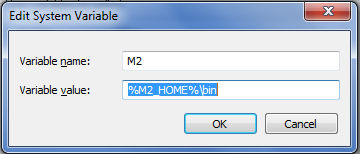 Edit System Variable
Variable name: M2
Variable value: %M2_HOME%\bin
OK Cancel